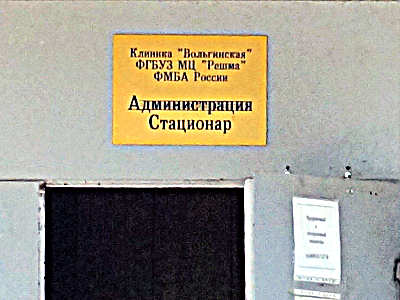 Клиника "Вольгинская"
ФГБУЗ МЦ "Решма"
ФМБА России
Администрация
Стационар